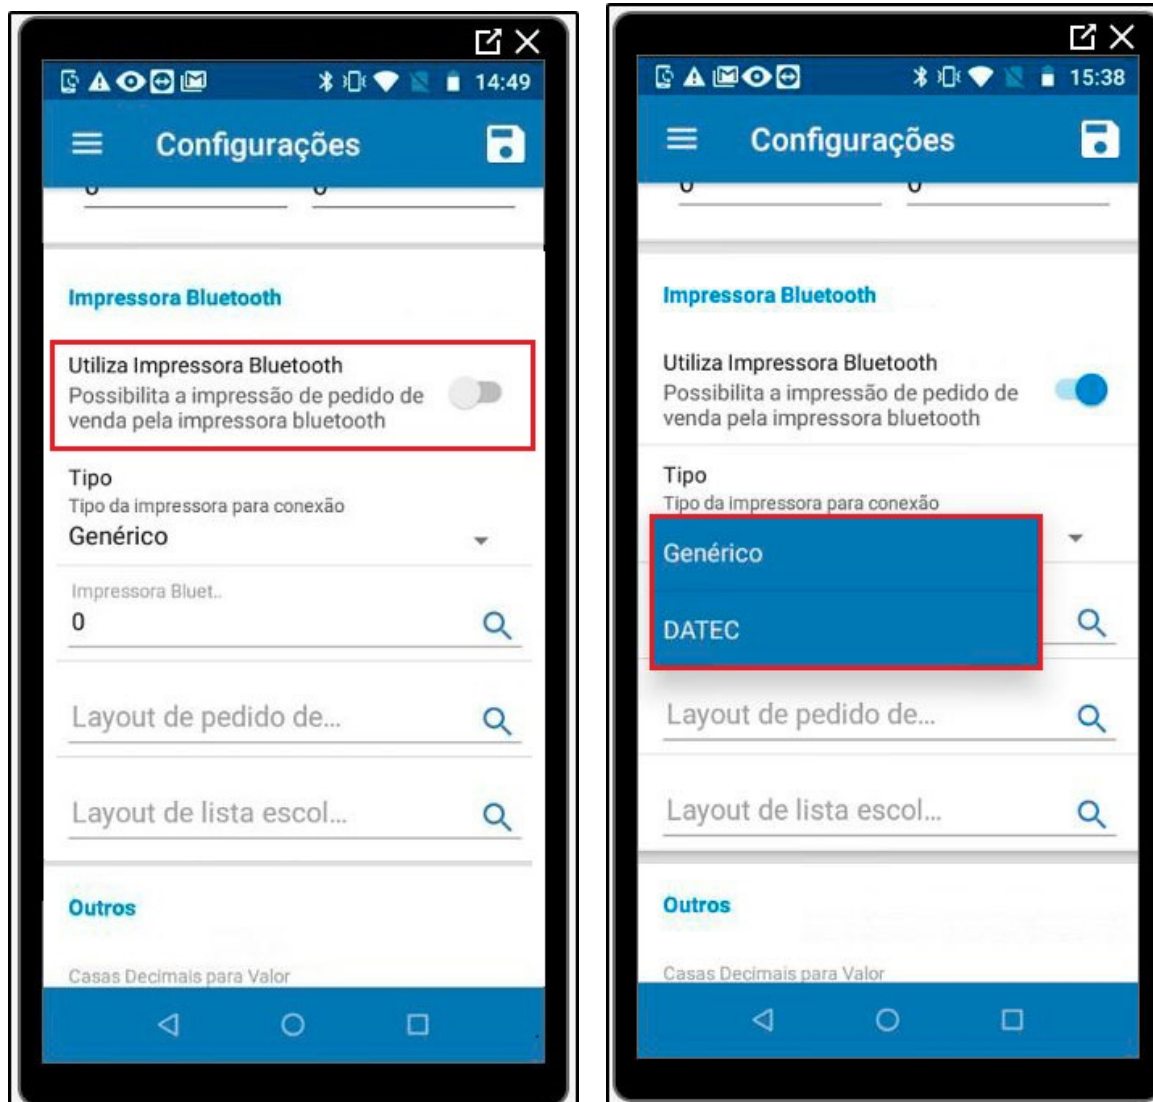 14:49
Configurações
0 0
Impressora Bluetooth
Utiliza Impressora Bluetooth
Possibilita a impressão de pedido de
venda pela impressora bluetooth
Tipo
Tipo da impressora para conexão
Genérico
Impressora Bluet..
0
Layout de pedido de...
Layout de lista escol...
Outros
Casas Decimais para Valor
15:38
Configurações
0 0
Impressora Bluetooth
Utiliza Impressora Bluetooth
Possibilita a impressão de pedido de
venda pela impressora bluetooth
Tipo
Tipo da impressora para conexão
Genérico
DATEC
Layout de pedido de...
Layout de lista escol...
Outros
Casas Decimais para Valor